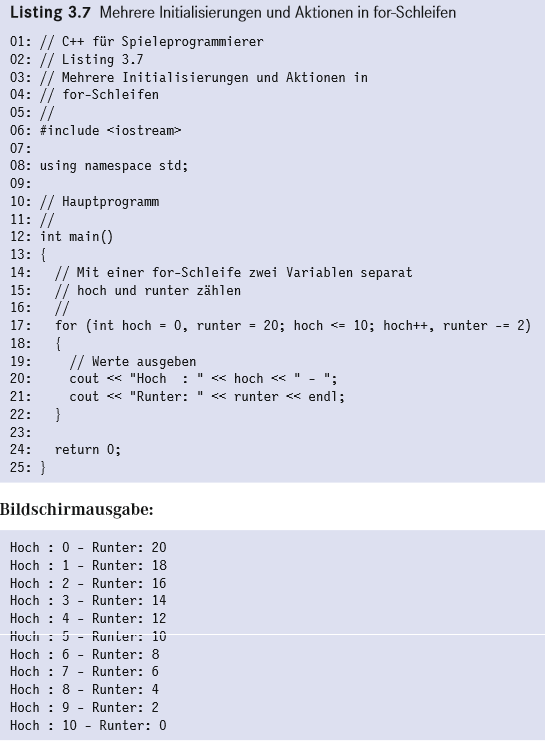 Listing 3.7 Mehrere Initialisierungen und Aktionen in for-Schleifen
01: // C++ für Spieleprogrammierer
02: // Listing 3.7
03: // Mehrere Initialisierungen und Aktionen in
04: // for-Schleifen
05: //
06: #include <iostream>
07:
08: using namespace std;
09:
10: // Hauptprogramm
11: //
12: int main()
13: {
14:   // Mit einer for-Schleife zwei Variablen separat
15:   // hoch und runter zählen
16:   //
17:   for (int hoch = 0, runter = 20; hoch <= 10; hoch++, runter -= 2)
18:   {
19:     // Werte ausgeben
20:     cout << "Hoch  : " << hoch << " - ";
21:     cout << "Runter: " << runter << endl;
22:   }
23:
24:   return 0;
25: }
Bildschirmausgabe:
Hoch : 0 - Runter: 20
Hoch : 1 - Runter: 18
Hoch : 2 - Runter: 16
Hoch : 3 - Runter: 14
Hoch : 4 - Runter: 12
Hoch : 5 - Runter: 10
Hoch : 6 - Runter: 8
Hoch : 7 - Runter: 6
Hoch : 8 - Runter: 4
Hoch : 9 - Runter: 2
Hoch : 10 - Runter: 0